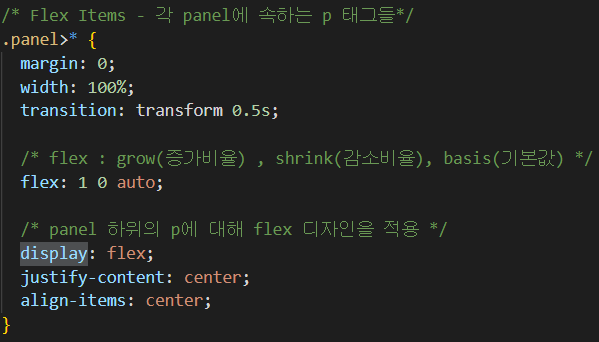 /* Flex Items - 각 panel에 속하는 p 태그들*/
.panel>* {
margin: 0;
width: 100%;
transition: transform 0.5s;
/* flex : grow(증가비율) , shrink(감소비율), basis(기본값) */
flex: 1 0 auto;
/* panel 하위의 p에 대해 flex 디자인을 적용 */
display: flex;
justify-content: center;
align-items: center;
}